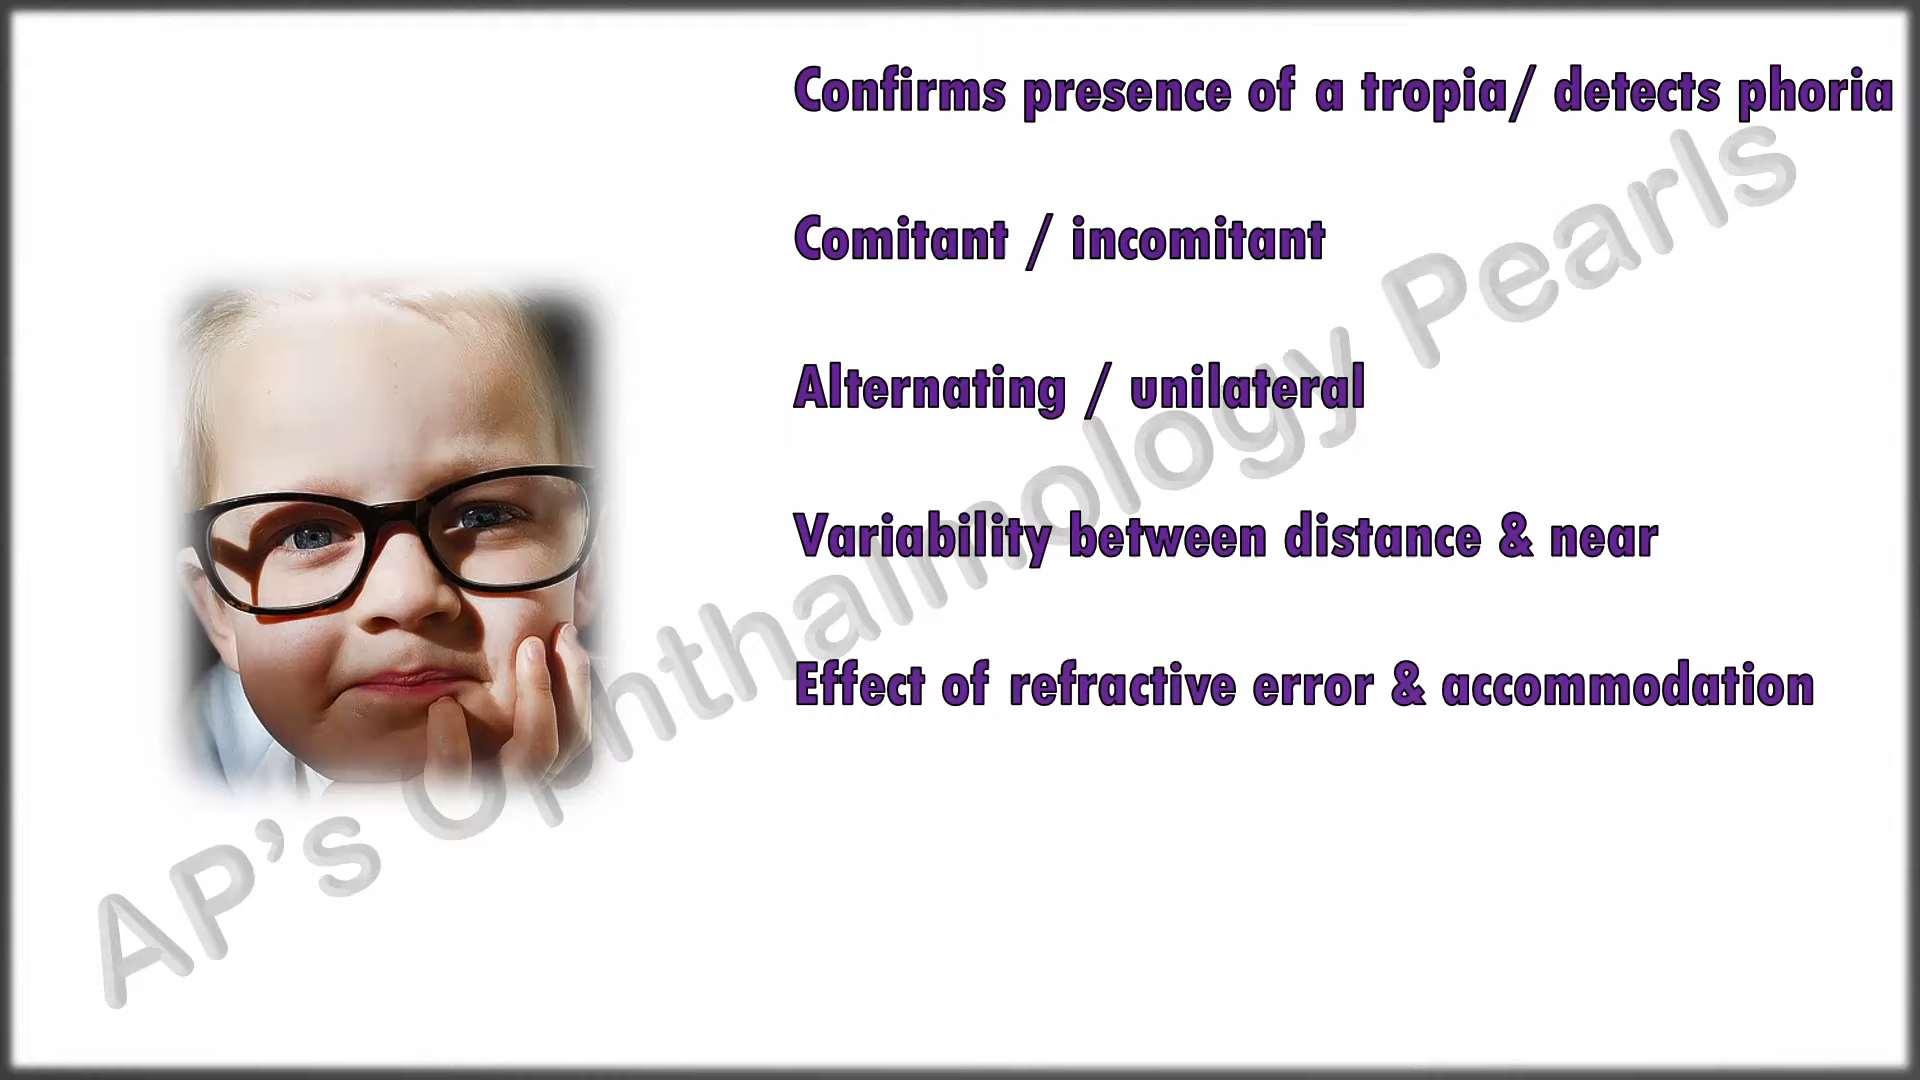 Confirms presence of a tropia/ detects phoria
Comitant / incomitant
Alternating / unilateral
Variability between distance & near
Effect of refractive error & accommodation
AP’s Ophthalmology Pearls